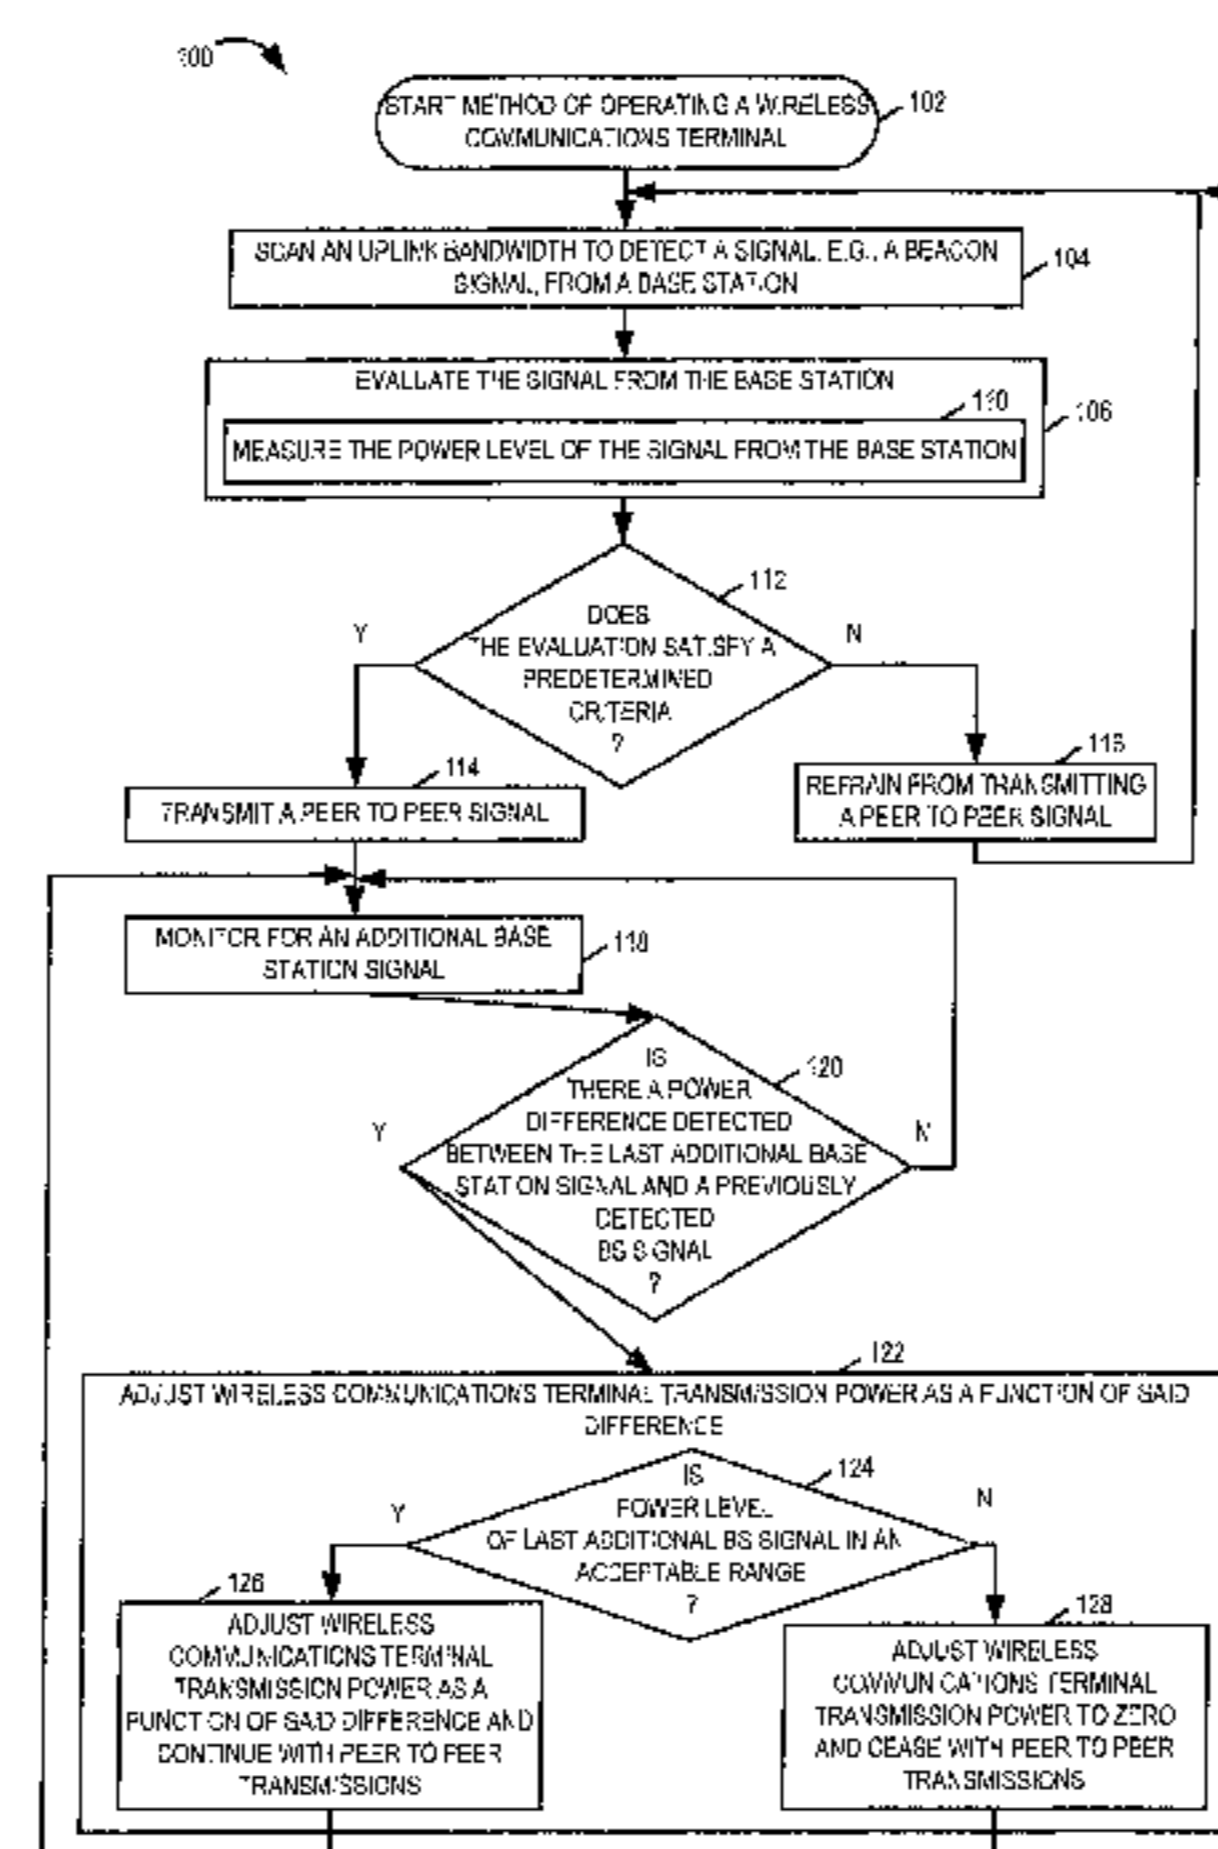 100
START METHOD OF OPERATING A WIRELESS
COMMUNICATIONS TERMINAL
102
SCAN AN UPLINK BANDWIDTH TO DETECT A SIGNAL, E.G., A BEACON
SIGNAL, FROM A BASE STATION
104
EVALUATE THE SIGNAL FROM THE BASE STATION
110
106
MEASURE THE POWER LEVEL OF THE SIGNAL FROM THE BASE STATION
112
DOES
THE EVALUATION SATISFY A
PREDETERMINED
CRITERIA
?
Y
N
114
TRANSMIT A PEER TO PEER SIGNAL
116
REFRAIN FROM TRANSMITTING
A PEER TO PEER SIGNAL
MONITOR FOR AN ADDITIONAL BASE
STATION SIGNAL
118
IS
THERE A POWER
DIFFERENCE DETECTED
BETWEEN THE LAST ADDITIONAL BASE
STATION SIGNAL AND A PREVIOUSLY
DETECTED
BS SIGNAL
?
120
Y
N
122
ADJUST WIRELESS COMMUNICATIONS TERMINAL TRANSMISSION POWER AS A FUNCTION OF SAID
DIFFERENCE
IS
POWER LEVEL
OF LAST ADDITIONAL BS SIGNAL IN AN
ACCEPTABLE RANGE
?
124
Y
N
126
ADJUST WIRELESS
COMMUNICATIONS TERMINAL
TRANSMISSION POWER AS A
FUNCTION OF SAID DIFFERENCE AND
CONTINUE WITH PEER TO PEER
TRANSMISSIONS
128
ADJUST WIRELESS
COMMUNICATIONS TERMINAL
TRANSMISSION POWER TO ZERO
AND CEASE WITH PEER TO PEER
TRANSMISSIONS